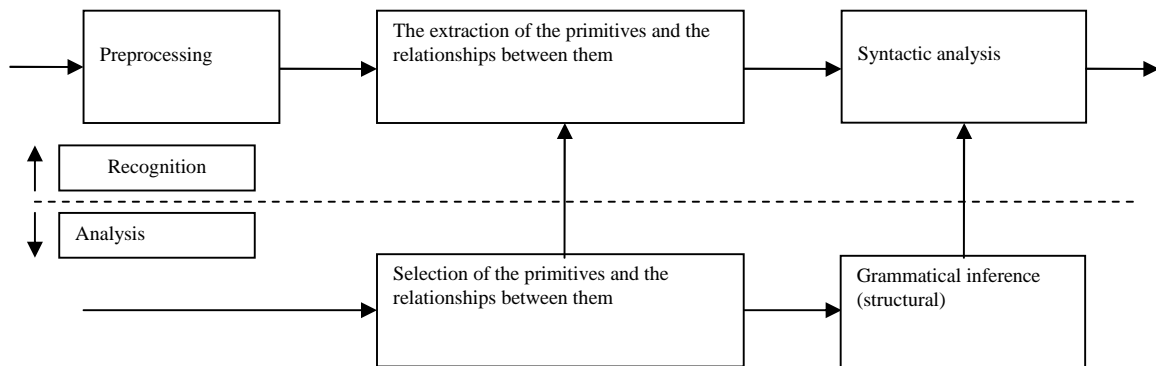 Preprocessing
The extraction of the primitives and the
relationships between them
Syntactic analysis
Recognition
Analysis
Selection of the primitives and the
relationships between them
Grammatical inference
(structural)